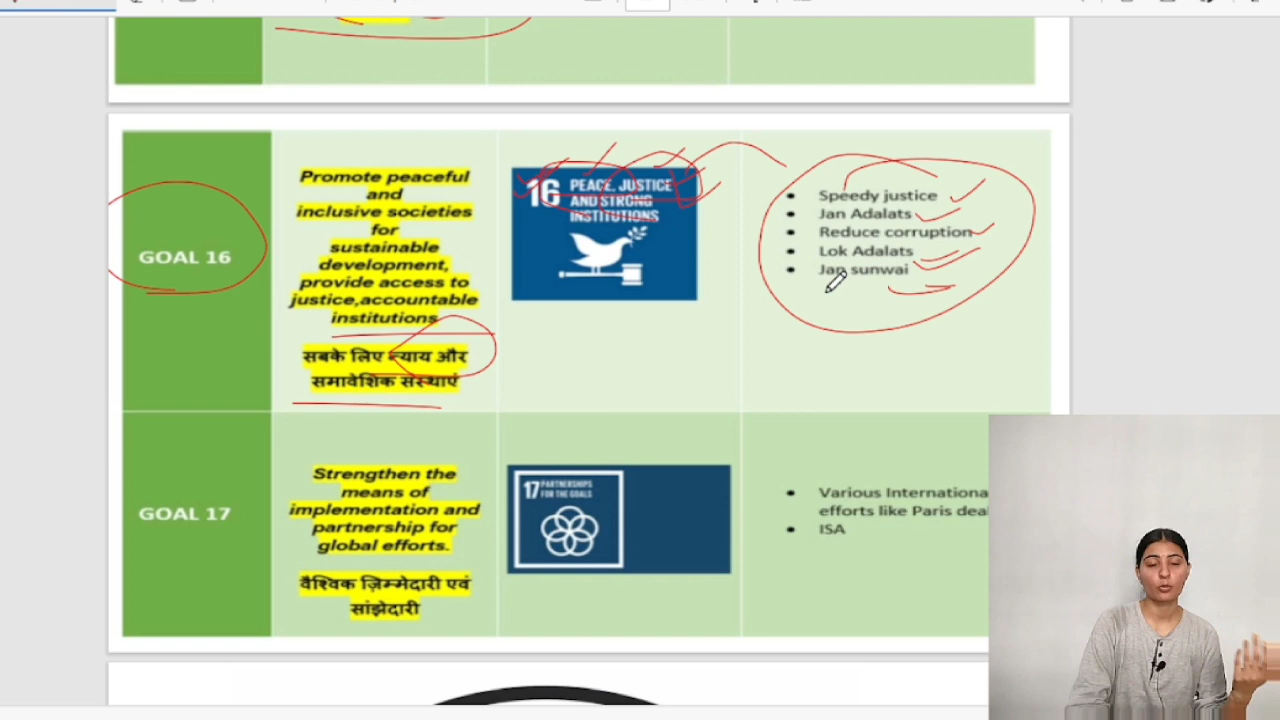 GOAL 16
Promote peaceful
and
inclusive societies
for
sustainable
development,
provide access to
justice,accountable
institutions
सबके लिए न्याय और
समावेशिक संस्थाएं
16 PEACE, JUSTICE
AND STRONG
INSTITUTIONS
Speedy justice
Jan Adalats
Reduce corruption
Lok Adalats
Jan sunwai
GOAL 17
Strengthen the
means of
implementation and
partnership for
global efforts.
वैश्विक ज़िम्मेदारी एवं
सांझेदारी
17 PARTNERSHIPS
FOR THE GOALS
Various Internationa
efforts like Paris dea
ISA